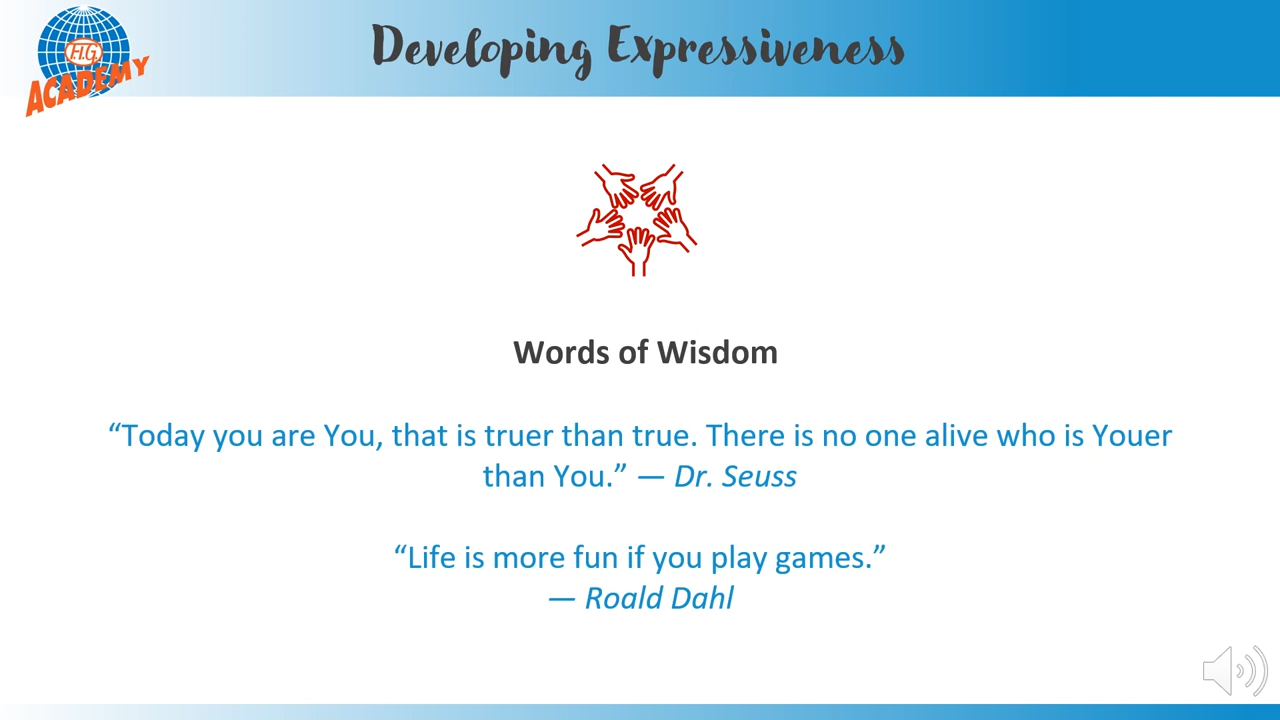 F.I.G.
ACADEMY
Developing Expressiveness
Words of Wisdom
“Today you are You, that is truer than true. There is no one alive who is Youer
than You.” — Dr. Seuss
“Life is more fun if you play games.”
— Roald Dahl